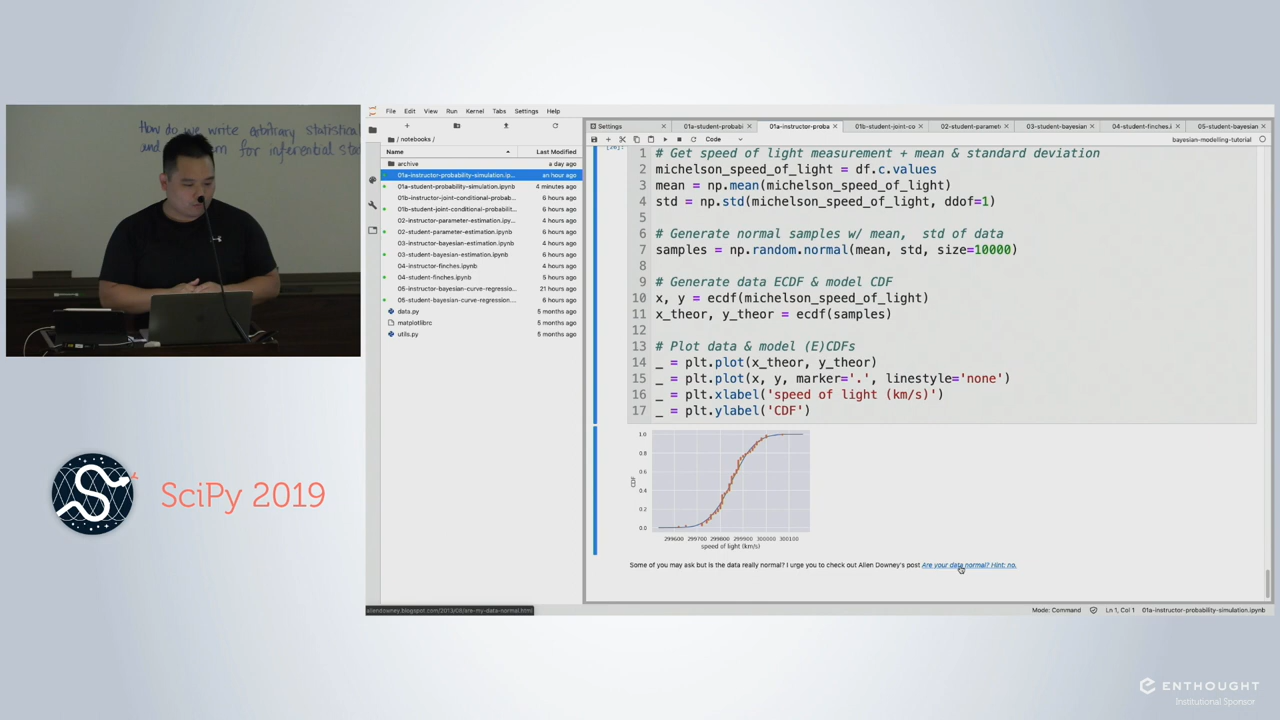 How do we write arbitrary statistical
for inferential
File Edit View Run Kernel Tabs Settings Help
/ notebooks /
Name Last Modified
archive a day ago
01a-instructor-probability-simulation.ip... an hour ago
01a-student-probability-simulation.ipynb 4 minutes ago
01b-instructor-joint-conditional-probab... 6 hours ago
01b-student-joint-conditional-probabilit... 6 hours ago
02-instructor-parameter-estimation.ipy... 4 hours ago
02-student-parameter-estimation.ipynb 6 hours ago
03-instructor-bayesian-estimation.ipynb 4 hours ago
03-student-bayesian-estimation.ipynb 6 hours ago
04-instructor-finches.ipynb 4 hours ago
04-student-finches.ipynb 5 hours ago
05-instructor-bayesian-curve-regressio... 21 hours ago
05-student-bayesian-curve-regression.... 6 hours ago
data.py 5 months ago
matplotlibrc 5 months ago
utils.py 5 months ago
Settings 01a-student-probabi 01a-instructor-proba 01b-student-joint-co 02-student-paramet 03-student-bayesian 04-student-finches.i 05-student-bayesian
Code bayesian-modelling-tutorial
[26]:
1 # Get speed of light measurement + mean & standard deviation
2 michelson_speed_of_light = df.c.values
3 mean = np.mean(michelson_speed_of_light)
4 std = np.std(michelson_speed_of_light, ddof=1)
5
6 # Generate normal samples w/ mean, std of data
7 samples = np.random.normal(mean, std, size=10000)
8
9 # Generate data ECDF & model CDF
10 x, y = ecdf(michelson_speed_of_light)
11 x_theor, y_theor = ecdf(samples)
12
13 # Plot data & model (E)CDFs
14 _ = plt.plot(x_theor, y_theor)
15 _ = plt.plot(x, y, marker='.', linestyle='none')
16 _ = plt.xlabel('speed of light (km/s)')
17 _ = plt.ylabel('CDF')
1.0
0.8
0.6
CDF
0.4
0.2
0.0
299600 299700 299800 299900 300000 300100
speed of light (km/s)
Some of you may ask but is the data really normal? I urge you to check out Allen Downey's post Are your data normal? Hint: no.
allendowney.blogspot.com/2013/08/are-my-data-normal.html
Mode: Command Ln 1, Col 1 01a-instructor-probability-simulation.ipynb
SciPy 2019
ENTHOUGHT
Institutional Sponsor